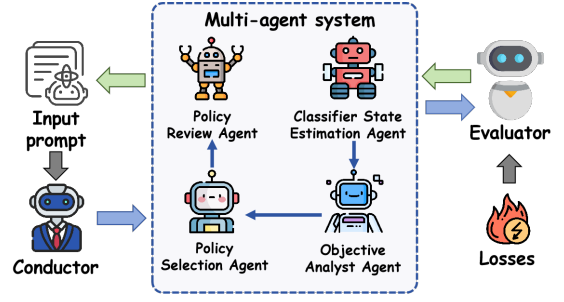 Multi-agent system
Input
prompt
Policy
Review Agent
Classifier State
Estimation Agent
Evaluator
Conductor
Policy
Selection Agent
Objective
Analyst Agent
Losses